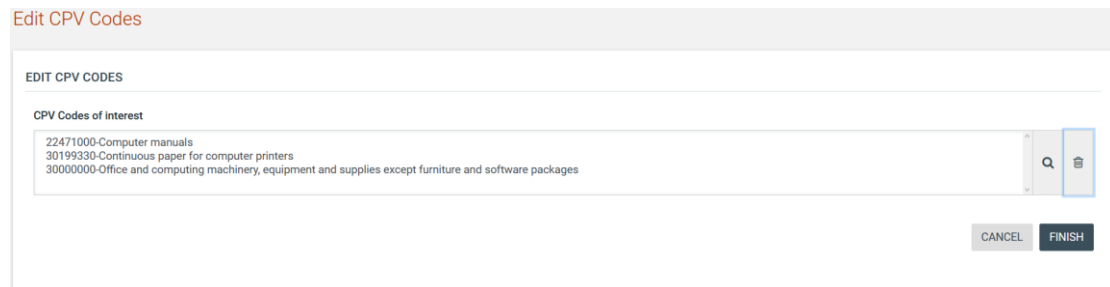 Edit CPV Codes
EDIT CPV CODES
CPV Codes of interest
22471000-Computer manuals
30199330-Continuous paper for computer printers
30000000-Office and computing machinery, equipment and supplies except furniture and software packages
CANCEL
FINISH